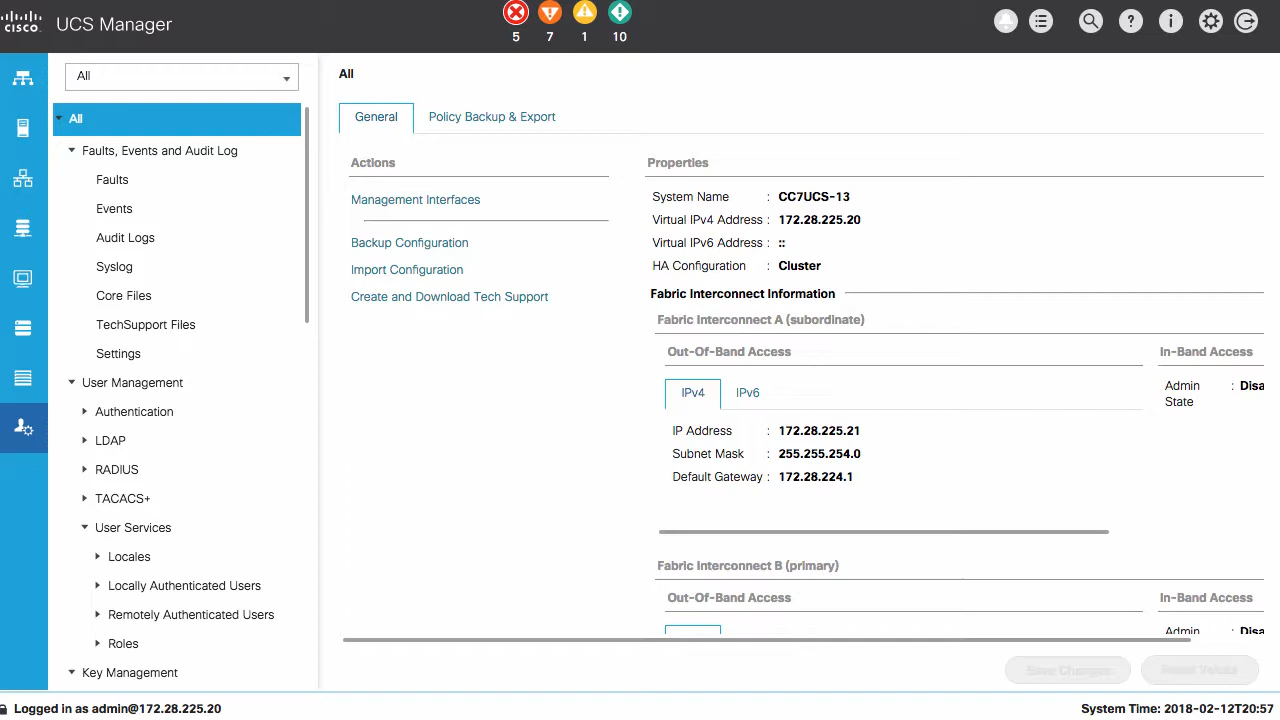 CISCO
UCS Manager
5 7 1 10
All
All
Faults, Events and Audit Log
Faults
Events
Audit Logs
Syslog
Core Files
TechSupport Files
Settings
User Management
Authentication
LDAP
RADIUS
TACACS+
User Services
Locales
Locally Authenticated Users
Remotely Authenticated Users
Roles
Key Management
All
General Policy Backup & Export
Actions
Management Interfaces
Backup Configuration
Import Configuration
Create and Download Tech Support
Properties
System Name : CC7UCS-13
Virtual IPv4 Address : 172.28.225.20
Virtual IPv6 Address : ::
HA Configuration : Cluster
Fabric Interconnect Information
Fabric Interconnect A (subordinate)
Out-Of-Band Access In-Band Access
IPv4 IPv6
IP Address : 172.28.225.21
Subnet Mask : 255.255.254.0
Default Gateway : 172.28.224.1
Admin State : Disa
Fabric Interconnect B (primary)
Out-Of-Band Access In-Band Access
Admin : Disa
Save Changes Reset Values
Logged in as admin@172.28.225.20
System Time: 2018-02-12T20:57